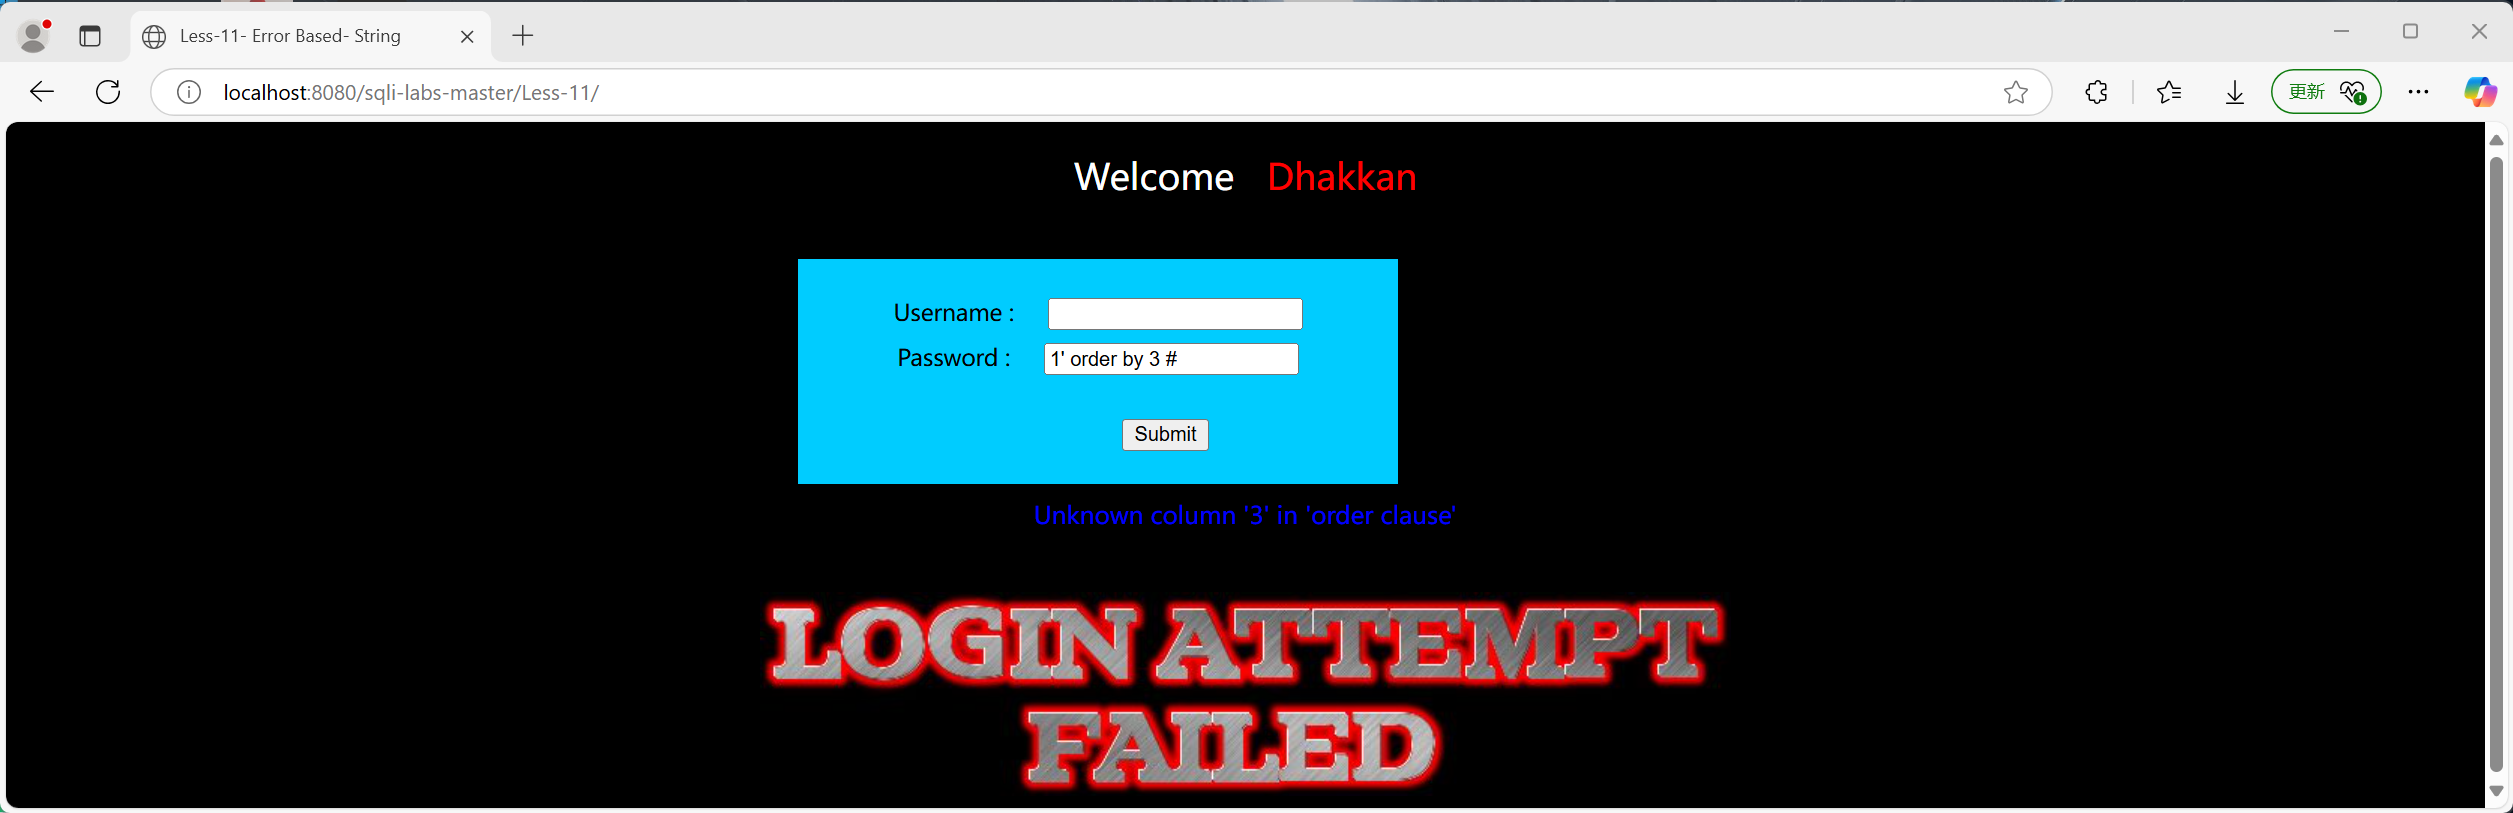 Less-11- Error Based- String
localhost:8080/sqli-labs-master/Less-11/
更新
Welcome Dhakkan
Username :
Password : 1' order by 3 #
Submit
Unknown column '3' in 'order clause'
LOGIN ATTEMPT
FAILED